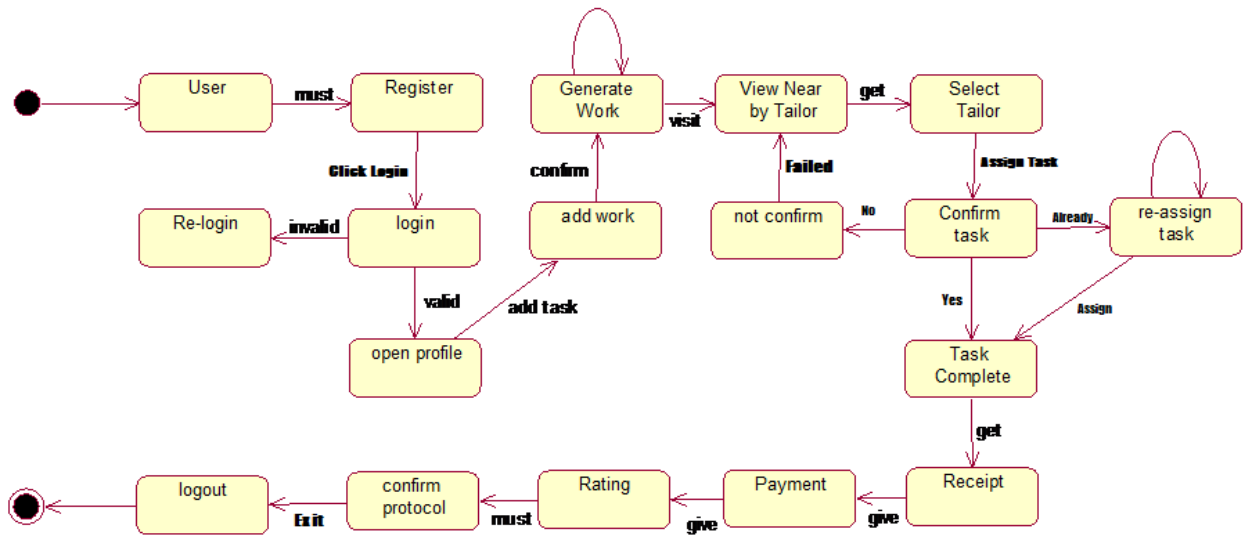 User
must
Register
Click Login
login
invalid
Re-login
valid
open profile
add task
add work
confirm
Generate
Work
visit
View Near
by Tailor
get
Select
Tailor
Assign Task
Confirm
task
No
not confirm
Failed
Already
re-assign
task
Assign
Yes
Task
Complete
get
Receipt
give
Payment
give
Rating
must
confirm
protocol
Exit
logout